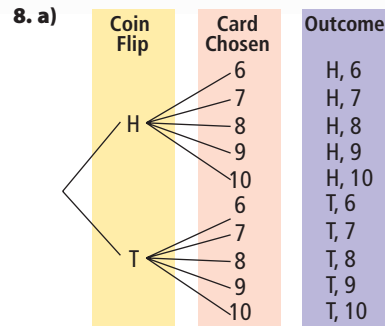 8. a) Coin Flip Card Chosen Outcome
6 H, 6
7 H, 7
H 8 H, 8
9 H, 9
10 H, 10
6 T, 6
7 T, 7
T 8 T, 8
9 T, 9
10 T, 10